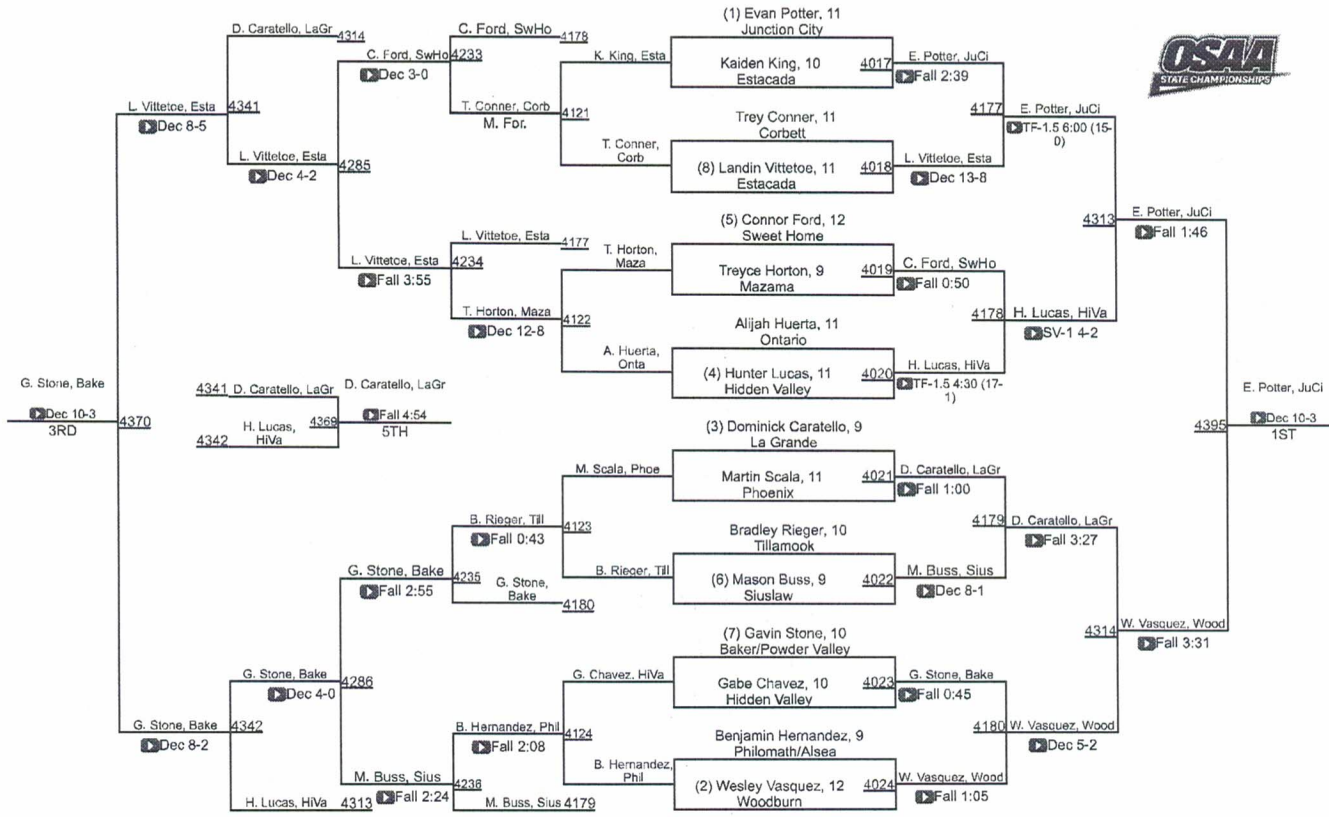 D. Caratello, LaGr
4314
C. Ford, SwHo
4178
(1) Evan Potter, 11
Junction City
OSAA
STATE CHAMPIONSHIPS
C. Ford, SwHo
4233
Dec 3-0
K. King, Esta
Kaiden King, 10
Estacada
4017
E. Potter, JuCi
Fall 2:39
L. Vittetoe, Esta
4341
Dec 8-5
T. Conner, Corb
M. For.
4121
Trey Conner, 11
Corbett
4177
E. Potter, JuCi
TF-1.5 6:00 (15-
0)
L. Vittetoe, Esta
Dec 4-2
4285
T. Conner,
Corb
(8) Landin Vittetoe, 11
Estacada
4018
L. Vittetoe, Esta
Dec 13-8
(5) Connor Ford, 12
Sweet Home
4313
E. Potter, JuCi
Fall 1:46
L. Vittetoe, Esta
4177
T. Horton,
Maza
L. Vittetoe, Esta
4234
Fall 3:55
Treyce Horton, 9
Mazama
4019
C. Ford, SwHo
Fall 0:50
T. Horton, Maza
4122
Dec 12-8
Alijah Huerta, 11
Ontario
4178
H. Lucas, HiVa
SV-1 4-2
A. Huerta,
Onta
(4) Hunter Lucas, 11
Hidden Valley
4020
H. Lucas, HiVa
TF-1.5 4:30 (17-
1)
G. Stone, Bake
Dec 10-3
3RD
4370
4341
D. Caratello, LaGr
H. Lucas,
HiVa
4342
4369
D. Caratello, LaGr
Fall 4:54
5TH
E. Potter, JuCi
Dec 10-3
1ST
4395
(3) Dominick Caratello, 9
La Grande
M. Scala, Phoe
Martin Scala, 11
Phoenix
4021
D. Caratello, LaGr
Fall 1:00
B. Rieger, Till
Fall 0:43
4123
Bradley Rieger, 10
Tillamook
4179
D. Caratello, LaGr
Fall 3:27
G. Stone, Bake
4235
Fall 2:55
G. Stone,
Bake
4180
B. Rieger, Till
(6) Mason Buss, 9
Siuslaw
4022
M. Buss, Sius
Dec 8-1
(7) Gavin Stone, 10
Baker/Powder Valley
4314
W. Vasquez, Wood
Fall 3:31
G. Stone, Bake
Dec 4-0
4286
G. Chavez, HiVa
Gabe Chavez, 10
Hidden Valley
4023
G. Stone, Bake
Fall 0:45
G. Stone, Bake
4342
Dec 8-2
B. Hernandez, Phil
4124
Fall 2:08
Benjamin Hernandez, 9
Philomath/Alsea
4180
W. Vasquez, Wood
Dec 5-2
M. Buss, Sius
4236
Fall 2:24
B. Hernandez,
Phil
(2) Wesley Vasquez, 12
Woodburn
4024
W. Vasquez, Wood
Fall 1:05
H. Lucas, HiVa
4313
M. Buss, Sius
4179